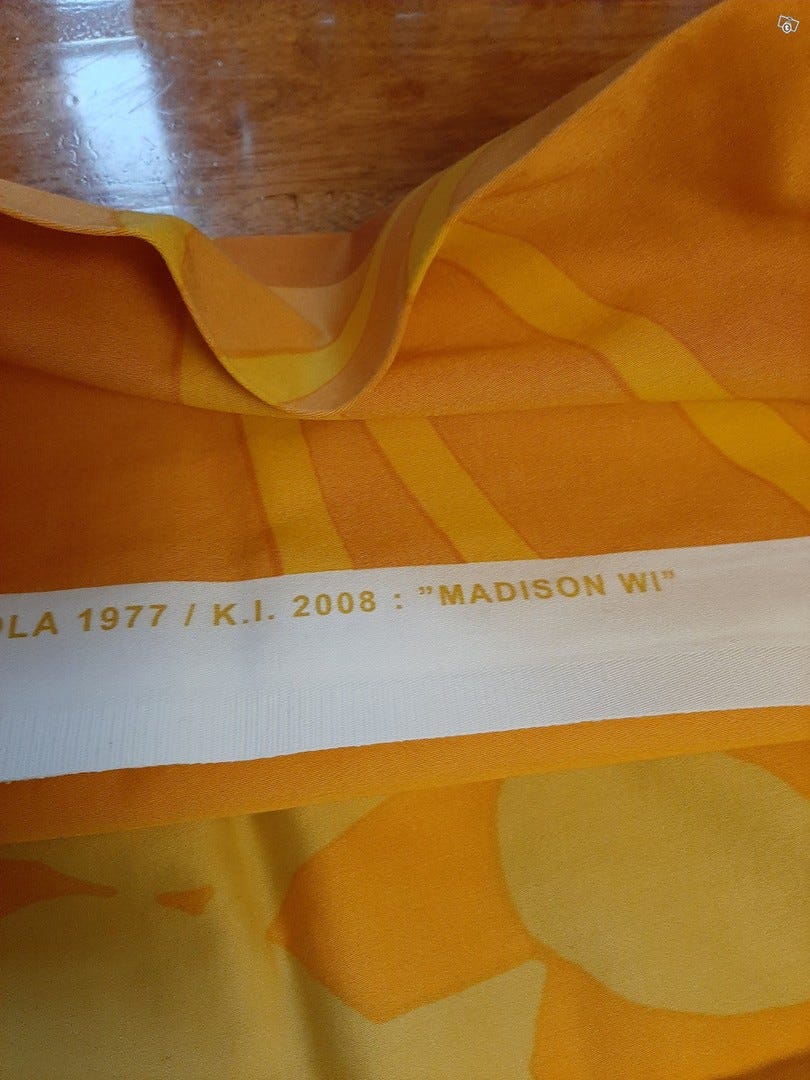 OLA 1977 / K.I. 2008 : ”MADISON WI”